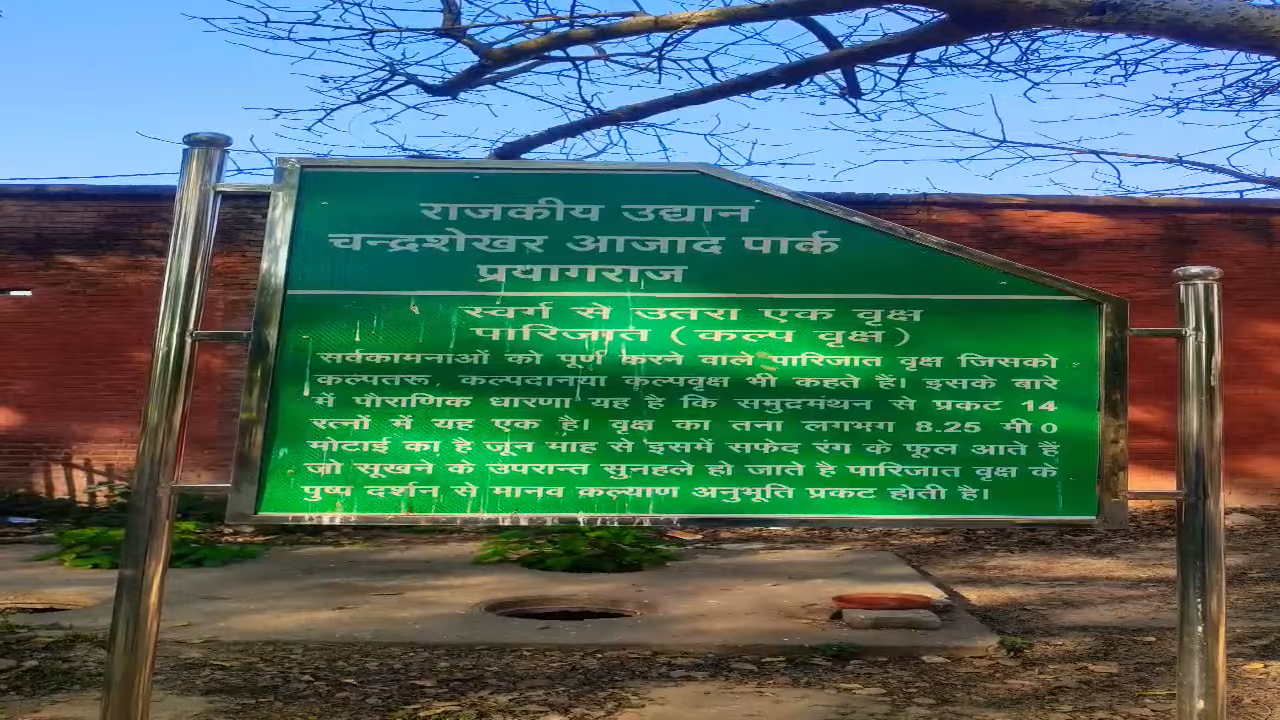 राजकीय उद्यान
चन्द्रशेखर आजाद पार्क
प्रयागराज
स्वर्ग से उतरा एक वृक्ष
पारिजात (कल्प वृक्ष)
सर्वकामनाओं को पूर्ण करने वाले पारिजात वृक्ष जिसको
कल्पतरू, कल्पदानया कल्पवृक्ष भी कहते हैं। इसके बारे
में पौराणिक धारणा यह है कि समुद्रमंथन से प्रकट 14
रत्नों में यह एक है। वृक्ष का तना लगभग 8.25 मी0
मोटाई का है जून माह से इसमें सफेद रंग के फूल आते हैं
जो सूखने के उपरान्त सुनहले हो जाते है पारिजात वृक्ष के
पुष्प दर्शन से मानव कल्याण अनुभूति प्रकट होती है।